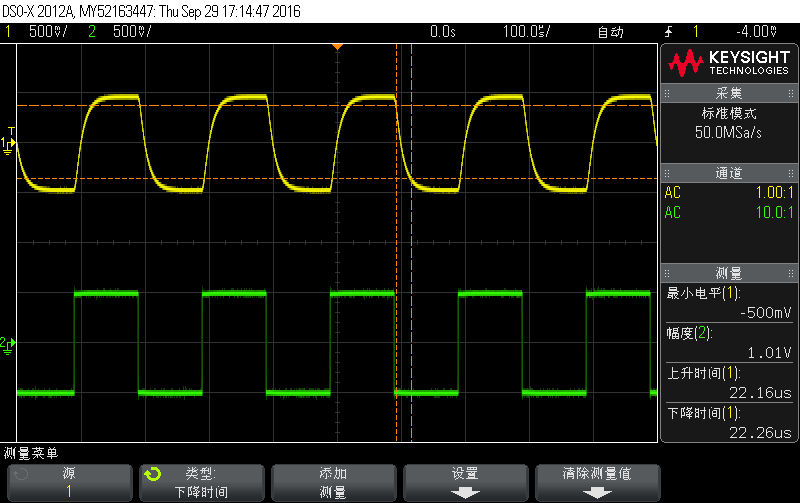 DSO-X 2012A, MY52163447: Thu Sep 29 17:14:47 2016
1 500▽/ 2 500▽/ 0.0s 100.0▽/ 自动 1 -4.00▽
KEYSIGHT
TECHNOLOGIES
采集
标准模式
50.0MSa/s
通道
AC 1.00:1
AC 10.0:1
测量
最小电平(1):
-500mV
幅度(2):
1.01V
上升时间(1):
22.16us
下降时间(1):
22.26us
T
1
2
测量菜单
源
1
类型:
下降时间
添加
测量
设置
清除测量值